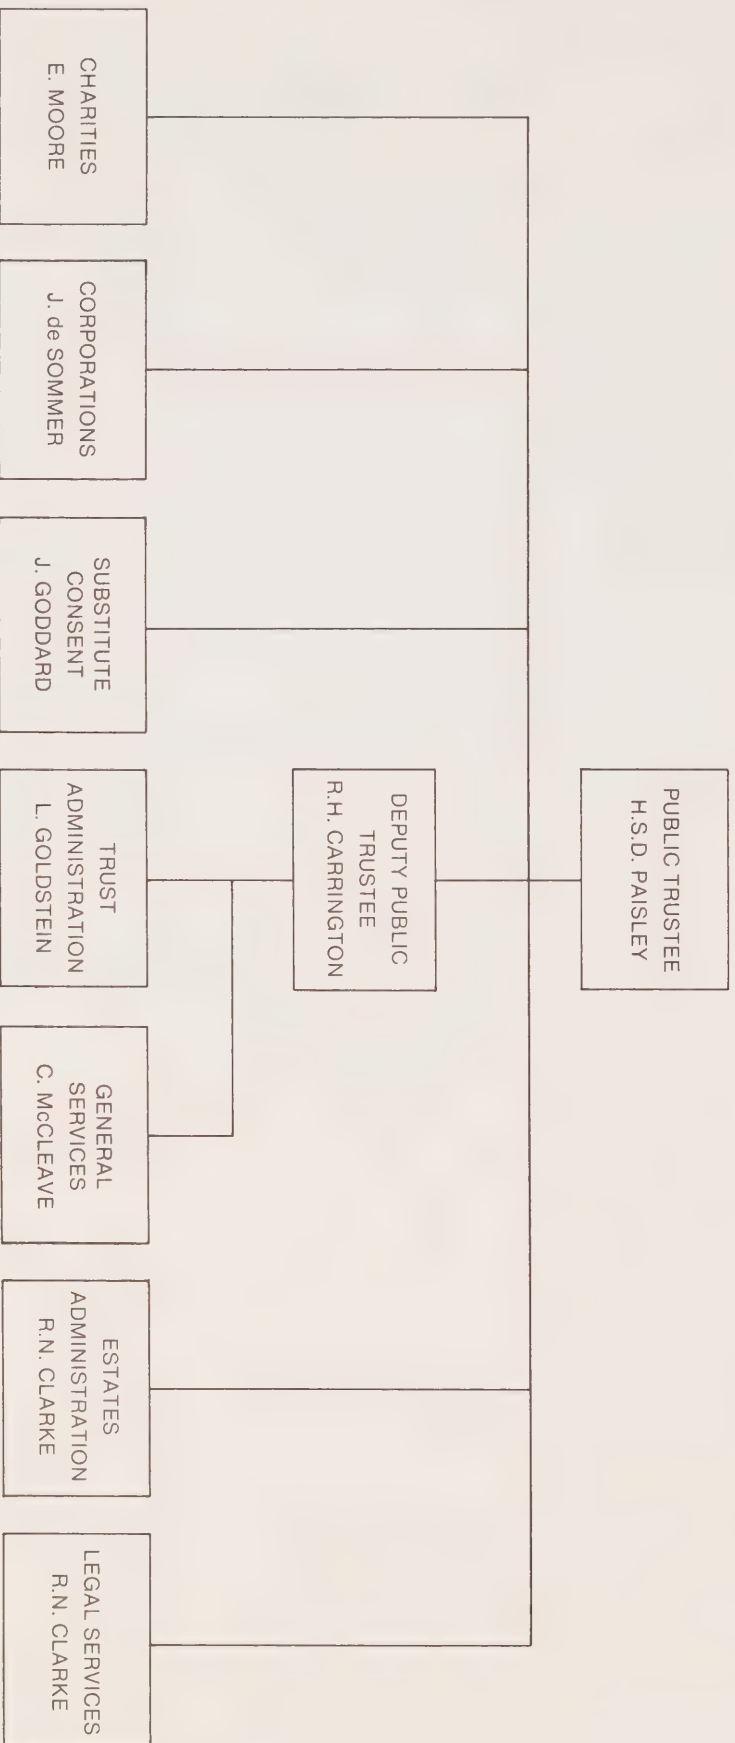 PUBLIC TRUSTEE
H.S.D. PAISLEY
DEPUTY PUBLIC
TRUSTEE
R.H. CARRINGTON
CHARITIES
E. MOORE
CORPORATIONS
J. de SOMMER
SUBSTITUTE
CONSENT
J. GODDARD
TRUST
ADMINISTRATION
L. GOLDSTEIN
GENERAL
SERVICES
C. McCLEAVE
ESTATES
ADMINISTRATION
R.N. CLARKE
LEGAL SERVICES
R.N. CLARKE